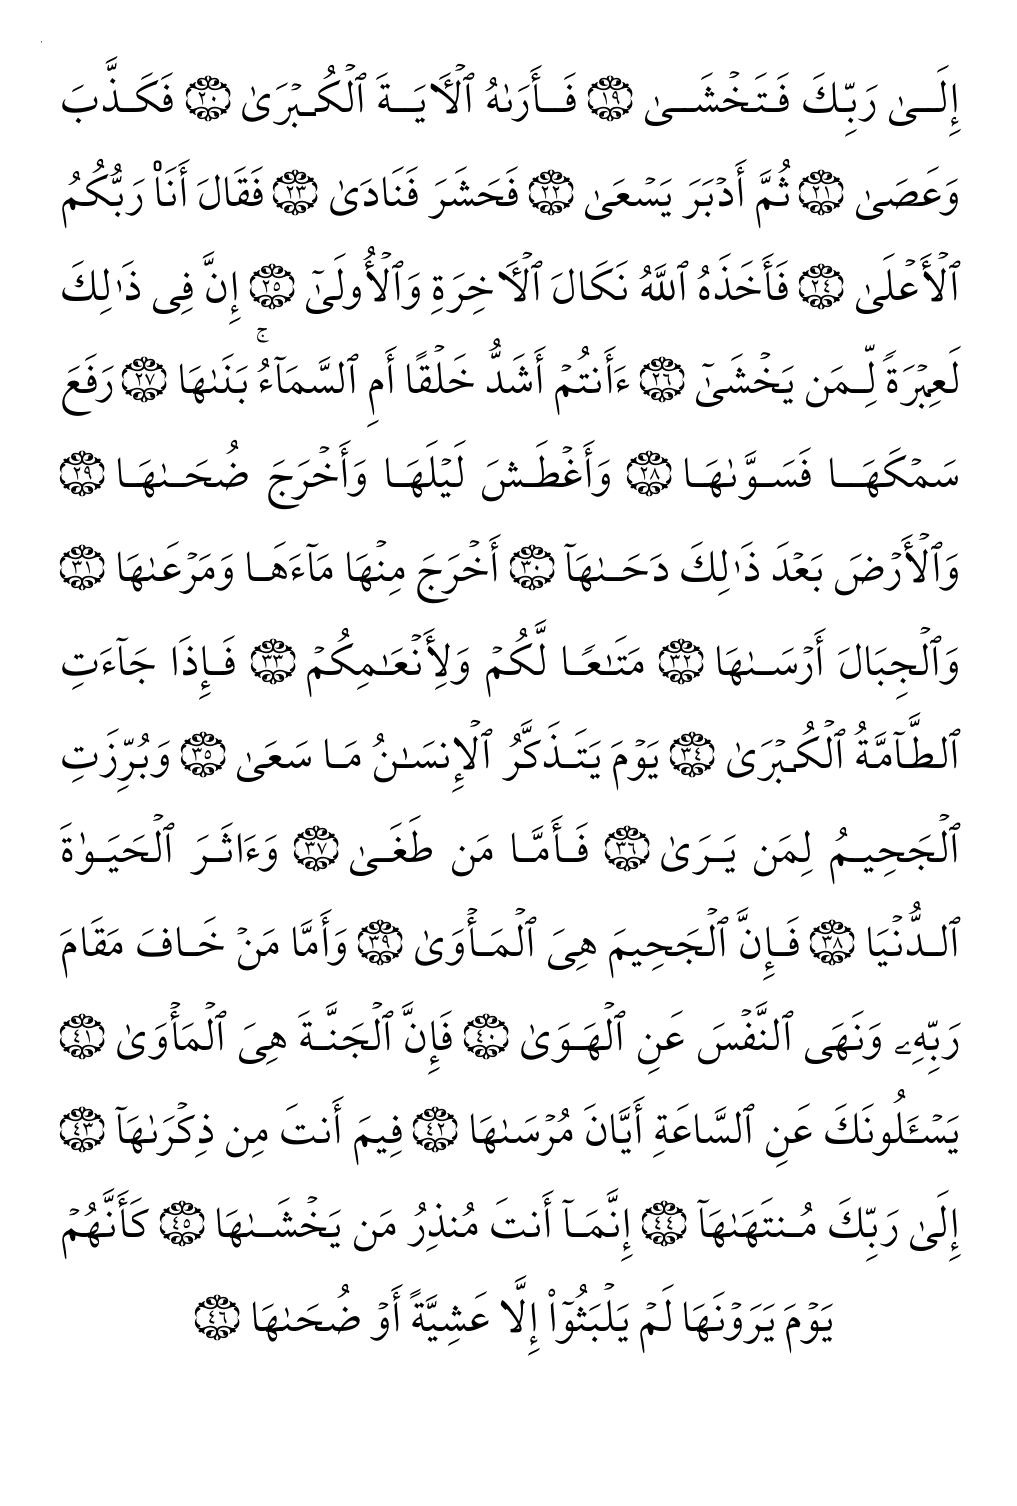 إِلَىٰ رَبِّكَ فَتَخۡشَىٰ ١٩ فَأَرَىٰهُ ٱلۡأٓيَةَ ٱلۡكُبۡرَىٰ ٢٠ فَكَذَّبَ
وَعَصَىٰ ٢١ ثُمَّ أَدۡبَرَ يَسۡعَىٰ ٢٢ فَحَشَرَ فَنَادَىٰ ٢٣ فَقَالَ أَنَا۠ رَبُّكُمُ
ٱلۡأَعۡلَىٰ ٢٤ فَأَخَذَهُ ٱللَّهُ نَكَالَ ٱلۡأٓخِرَةِ وَٱلۡأُولَىٰٓ ٢٥ إِنَّ فِي ذَٰلِكَ
لَعِبۡرَةٗ لِّمَن يَخۡشَىٰٓ ٢٦ ءَأَنتُمۡ أَشَدُّ خَلۡقًا أَمِ ٱلسَّمَآءُۚ بَنَىٰهَا ٢٧ رَفَعَ
سَمۡكَهَا فَسَوَّىٰهَا ٢٨ وَأَغۡطَشَ لَيۡلَهَا وَأَخۡرَجَ ضُحَىٰهَا ٢٩
وَٱلۡأَرۡضَ بَعۡدَ ذَٰلِكَ دَحَىٰهَآ ٣٠ أَخۡرَجَ مِنۡهَا مَآءَهَا وَمَرۡعَىٰهَا ٣١
وَٱلۡجِبَالَ أَرۡسَىٰهَا ٣٢ مَتَٰعٗا لَّكُمۡ وَلِأَنۡعَٰمِكُمۡ ٣٣ فَإِذَا جَآءَتِ
ٱلطَّآمَّةُ ٱلۡكُبۡرَىٰ ٣٤ يَوۡمَ يَتَذَكَّرُ ٱلۡإِنسَٰنُ مَا سَعَىٰ ٣٥ وَبُرِّزَتِ
ٱلۡجَحِيمُ لِمَن يَرَىٰ ٣٦ فَأَمَّا مَن طَغَىٰ ٣٧ وَءَاثَرَ ٱلۡحَيَوٰةَ
ٱلدُّنۡيَا ٣٨ فَإِنَّ ٱلۡجَحِيمَ هِيَ ٱلۡمَأۡوَىٰ ٣٩ وَأَمَّا مَنۡ خَافَ مَقَامَ
رَبِّهِۦ وَنَهَى ٱلنَّفۡسَ عَنِ ٱلۡهَوَىٰ ٤٠ فَإِنَّ ٱلۡجَنَّةَ هِيَ ٱلۡمَأۡوَىٰ ٤١
يَسۡـَٔلُونَكَ عَنِ ٱلسَّاعَةِ أَيَّانَ مُرۡسَىٰهَا ٤٢ فِيمَ أَنتَ مِن ذِكۡرَىٰهَآ ٤٣
إِلَىٰ رَبِّكَ مُنتَهَىٰهَآ ٤٤ إِنَّمَآ أَنتَ مُنذِرُ مَن يَخۡشَىٰهَا ٤٥ كَأَنَّهُمۡ
يَوۡمَ يَرَوۡنَهَا لَمۡ يَلۡبَثُوٓاْ إِلَّا عَشِيَّةً أَوۡ ضُحَىٰهَا ٤٦